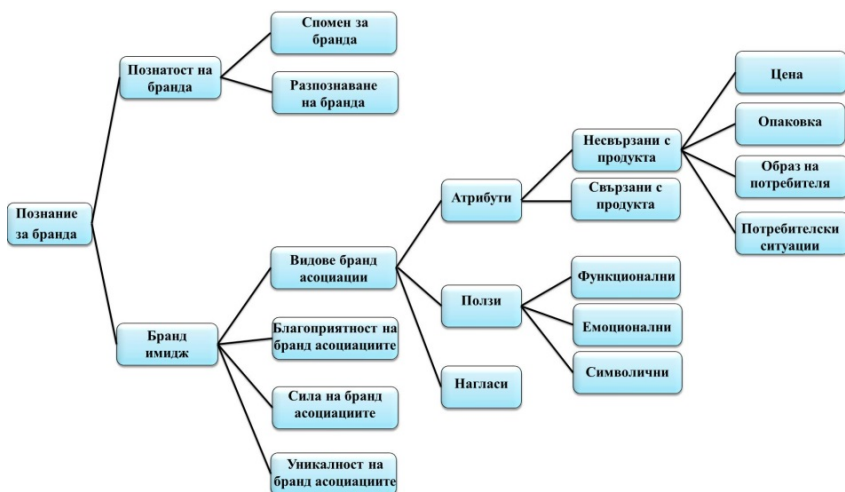 Познание
за бранда
Познатост на
бранда
Спомен за
бранда
Разпознаване
на бранда
Бранд
имидж
Видове бранд
асоциации
Благоприятност на
бранд асоциациите
Сила на бранд
асоциациите
Уникалност на
бранд асоциациите
Атрибути
Ползи
Нагласи
Несвързани с
продукта
Свързани с
продукта
Функционални
Емоционални
Символични
Цена
Опаковка
Образ на
потребителя
Потребителски
ситуации